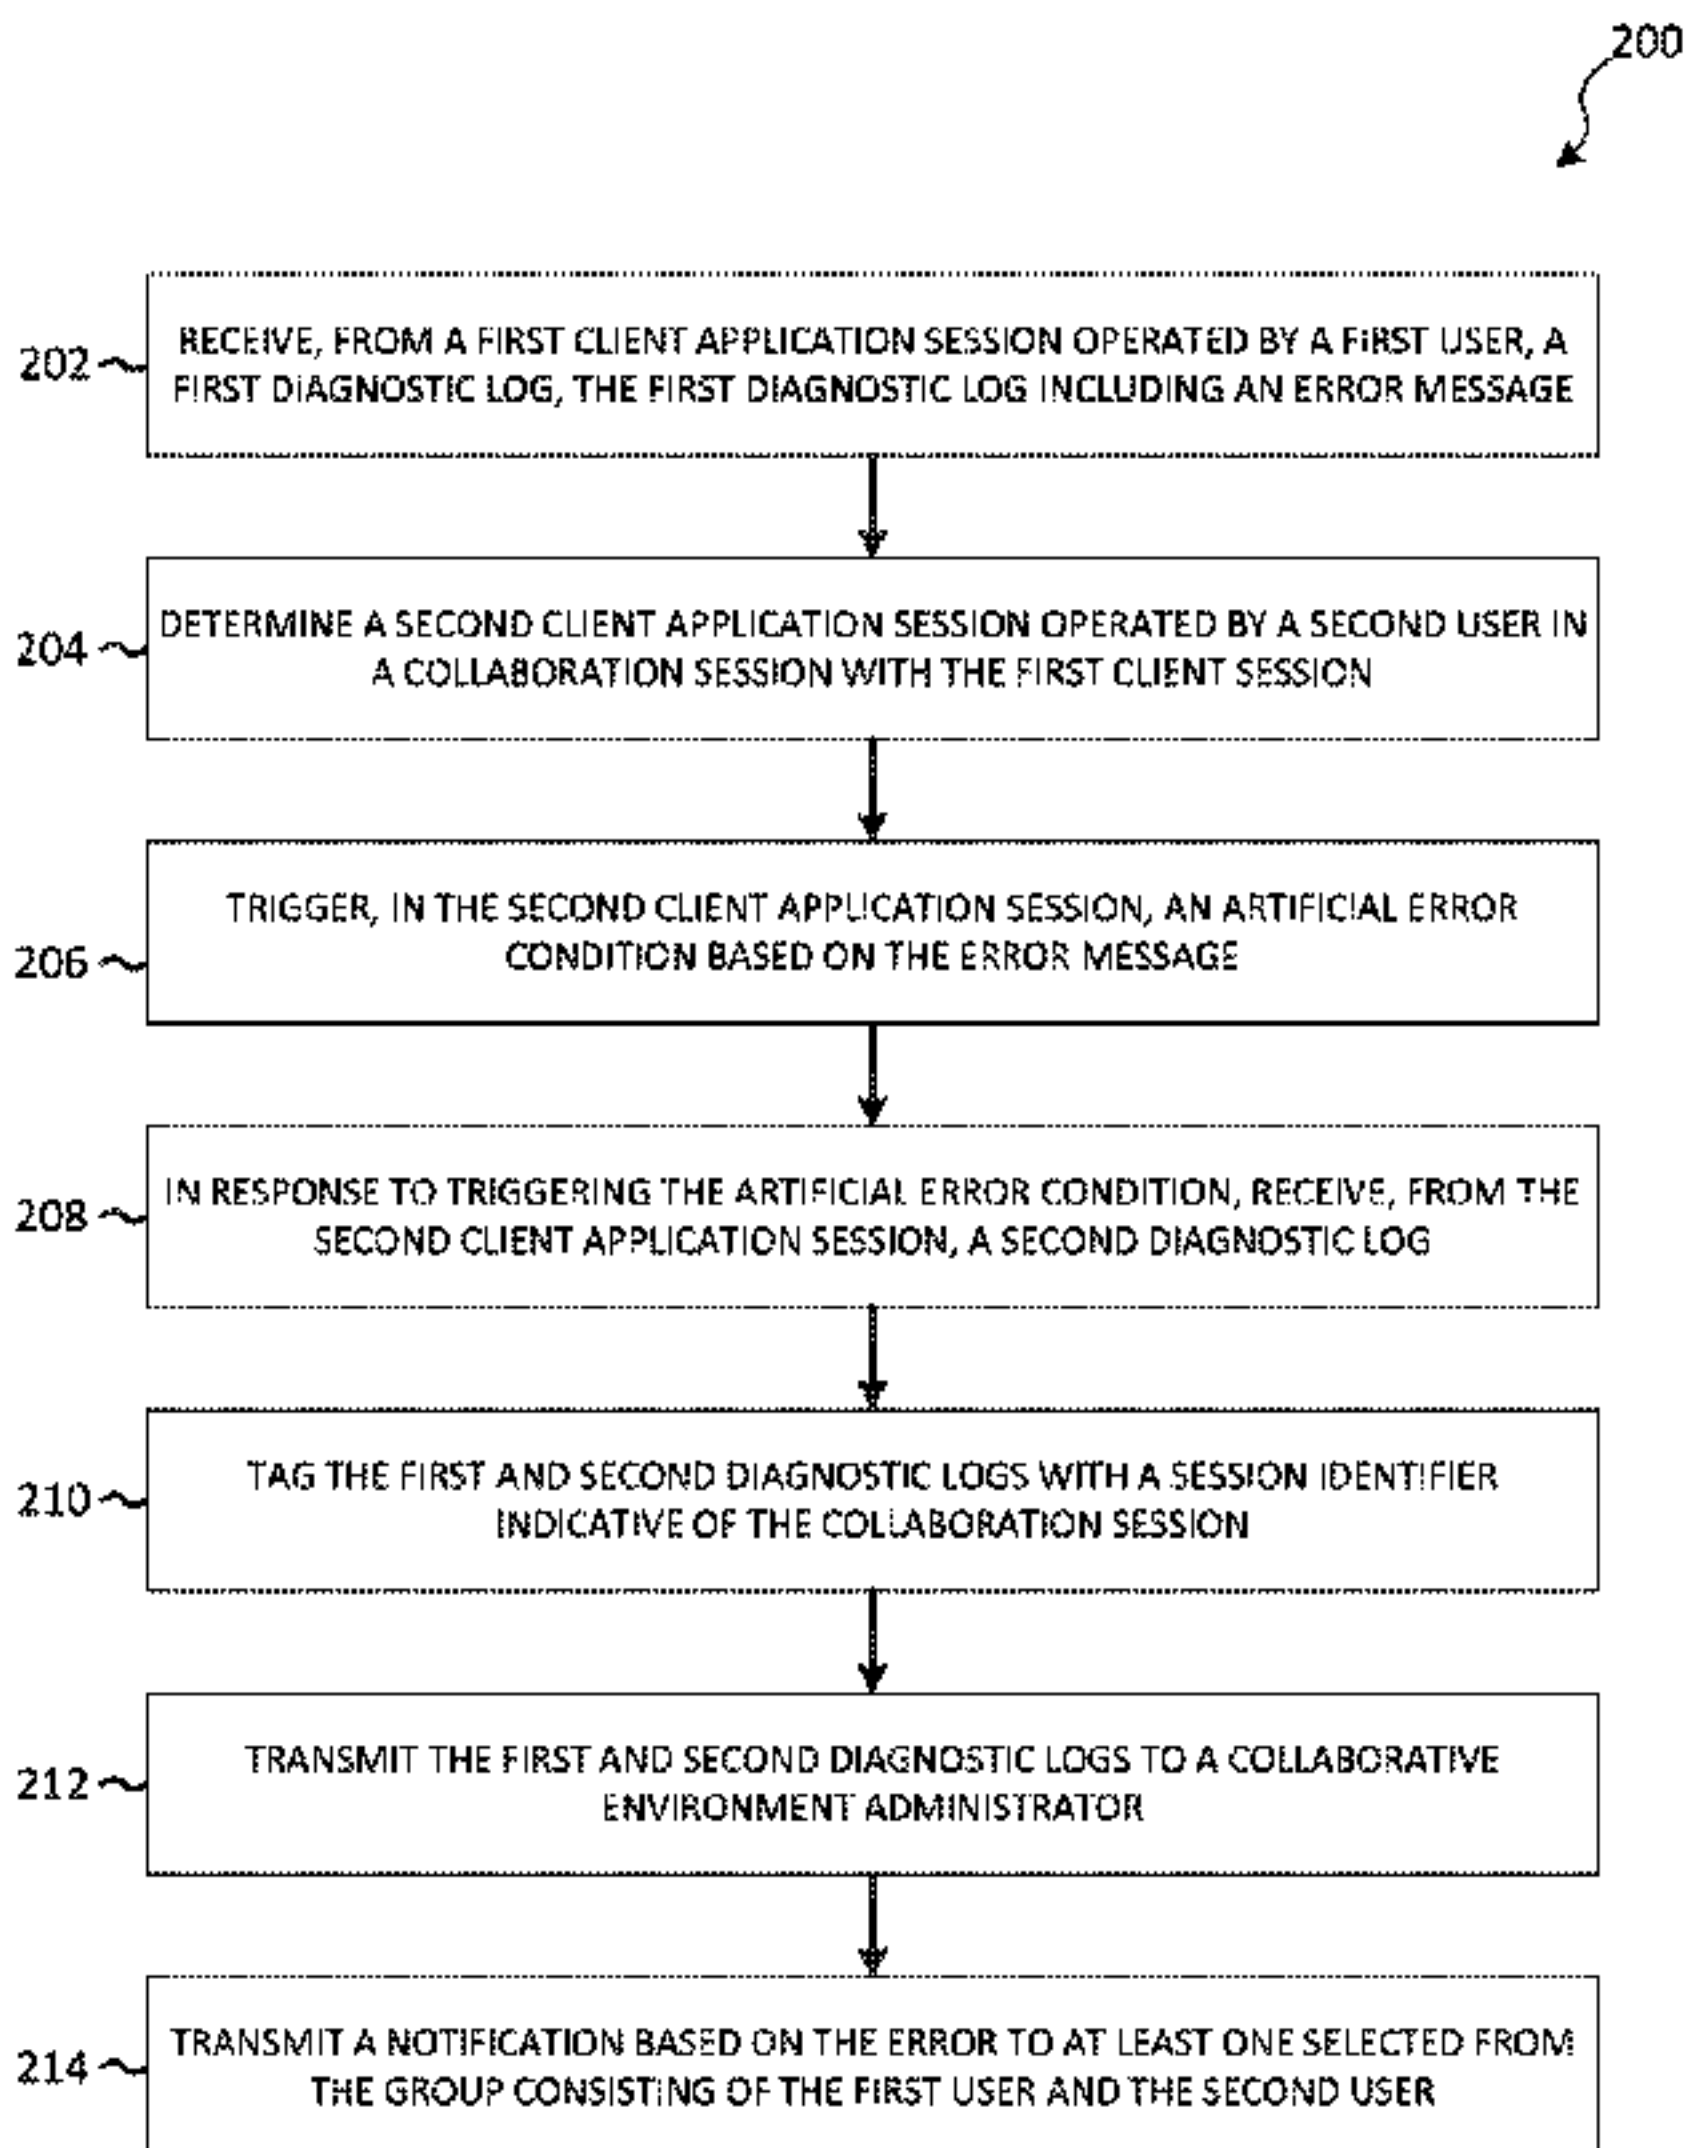 200
202
RECEIVE, FROM A FIRST CLIENT APPLICATION SESSION OPERATED BY A FIRST USER, A
FIRST DIAGNOSTIC LOG, THE FIRST DIAGNOSTIC LOG INCLUDING AN ERROR MESSAGE
204
DETERMINE A SECOND CLIENT APPLICATION SESSION OPERATED BY A SECOND USER IN
A COLLABORATION SESSION WITH THE FIRST CLIENT SESSION
206
TRIGGER, IN THE SECOND CLIENT APPLICATION SESSION, AN ARTIFICIAL ERROR
CONDITION BASED ON THE ERROR MESSAGE
208
IN RESPONSE TO TRIGGERING THE ARTIFICIAL ERROR CONDITION, RECEIVE, FROM THE
SECOND CLIENT APPLICATION SESSION, A SECOND DIAGNOSTIC LOG
210
TAG THE FIRST AND SECOND DIAGNOSTIC LOGS WITH A SESSION IDENTIFIER
INDICATIVE OF THE COLLABORATION SESSION
212
TRANSMIT THE FIRST AND SECOND DIAGNOSTIC LOGS TO A COLLABORATIVE
ENVIRONMENT ADMINISTRATOR
214
TRANSMIT A NOTIFICATION BASED ON THE ERROR TO AT LEAST ONE SELECTED FROM
THE GROUP CONSISTING OF THE FIRST USER AND THE SECOND USER